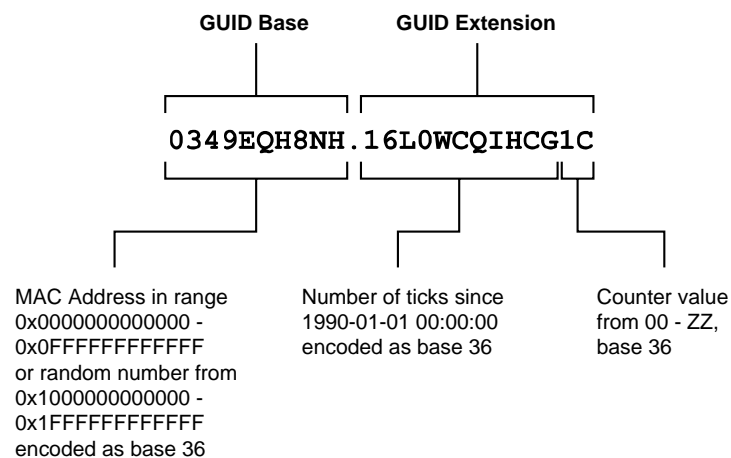 GUID Base GUID Extension
0349EQH8NH.16L0WCQIHCG1C
MAC Address in range
0x0000000000000 -
0x0FFFFFFFFFFFF
or random number from
0x1000000000000 -
0x1FFFFFFFFFFFF
encoded as base 36
Number of ticks since
1990-01-01 00:00:00
encoded as base 36
Counter value
from 00 - ZZ,
base 36